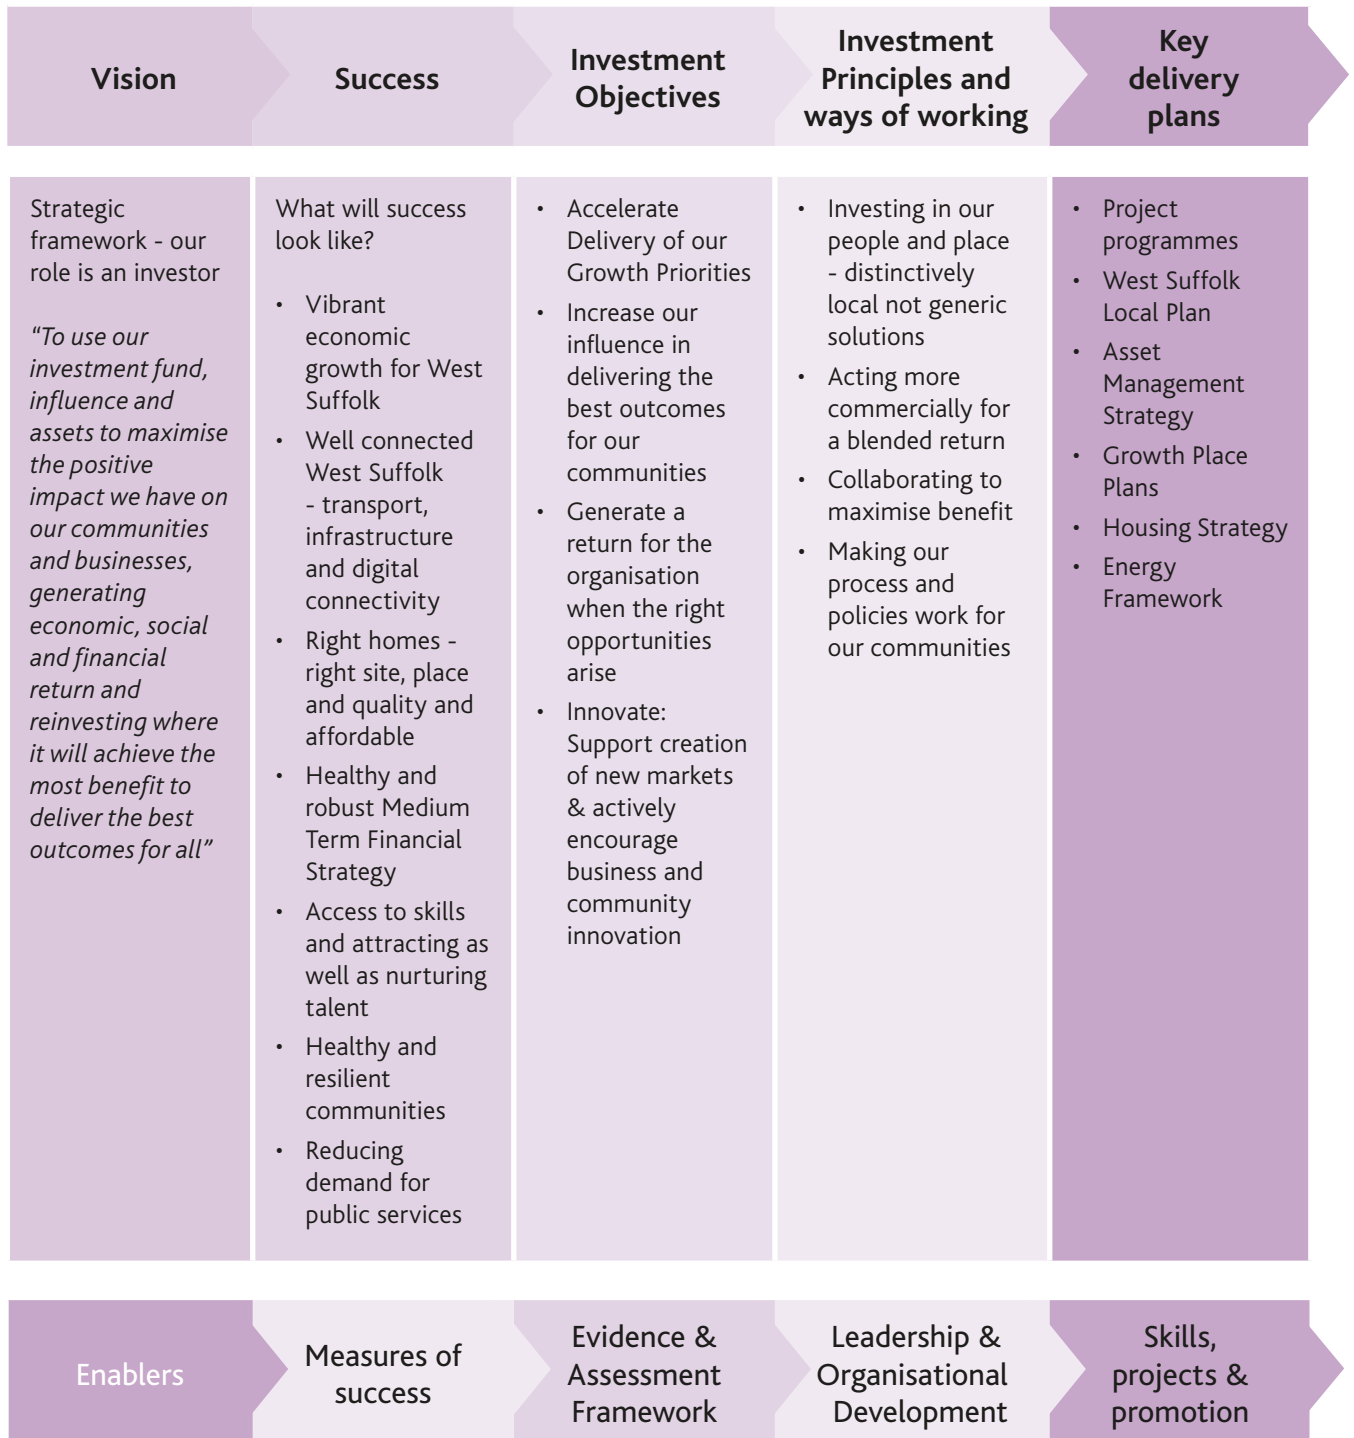 Vision
Success
Investment
Objectives
Investment
Principles and
ways of working
Key
delivery
plans
Strategic
framework - our
role is an investor
“To use our
investment fund,
influence and
assets to maximise
the positive
impact we have on
our communities
and businesses,
generating
economic, social
and financial
return and
reinvesting where
it will achieve the
most benefit to
deliver the best
outcomes for all”
What will success
look like?
• Vibrant
economic
growth for West
Suffolk
• Well connected
West Suffolk
- transport,
infrastructure
and digital
connectivity
• Right homes -
right site, place
and quality and
affordable
• Healthy and
robust Medium
Term Financial
Strategy
• Access to skills
and attracting as
well as nurturing
talent
• Healthy and
resilient
communities
• Reducing
demand for
public services
• Accelerate
Delivery of our
Growth Priorities
• Increase our
influence in
delivering the
best outcomes
for our
communities
• Generate a
return for the
organisation
when the right
opportunities
arise
• Innovate:
Support creation
of new markets
& actively
encourage
business and
community
innovation
• Investing in our
people and place
- distinctively
local not generic
solutions
• Acting more
commercially for
a blended return
• Collaborating to
maximise benefit
• Making our
process and
policies work for
our communities
• Project
programmes
• West Suffolk
Local Plan
• Asset
Management
Strategy
• Growth Place
Plans
• Housing Strategy
• Energy
Framework
Enablers
Measures of
success
Evidence &
Assessment
Framework
Leadership &
Organisational
Development
Skills,
projects &
promotion